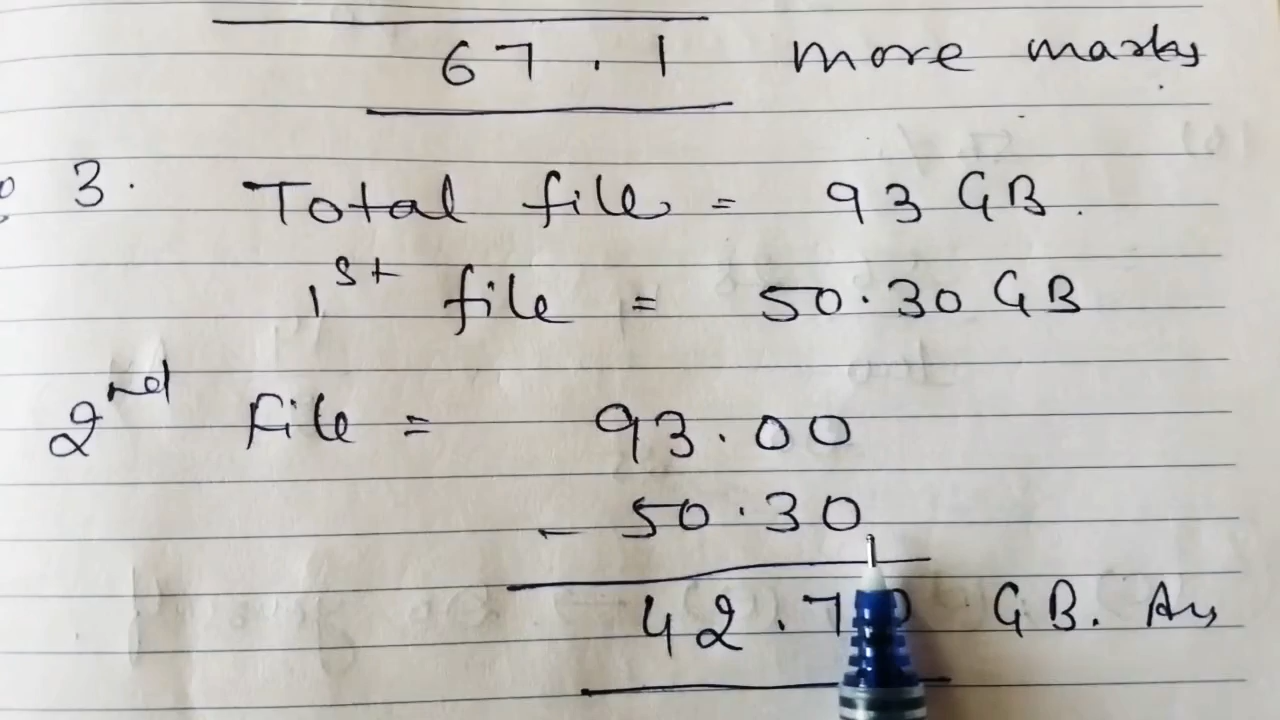 67.1 more marks
3. Total file = 93 GB.
1st file = 50.30 GB
2nd File = 93.00
- 50.30
42.70 GB. Ans